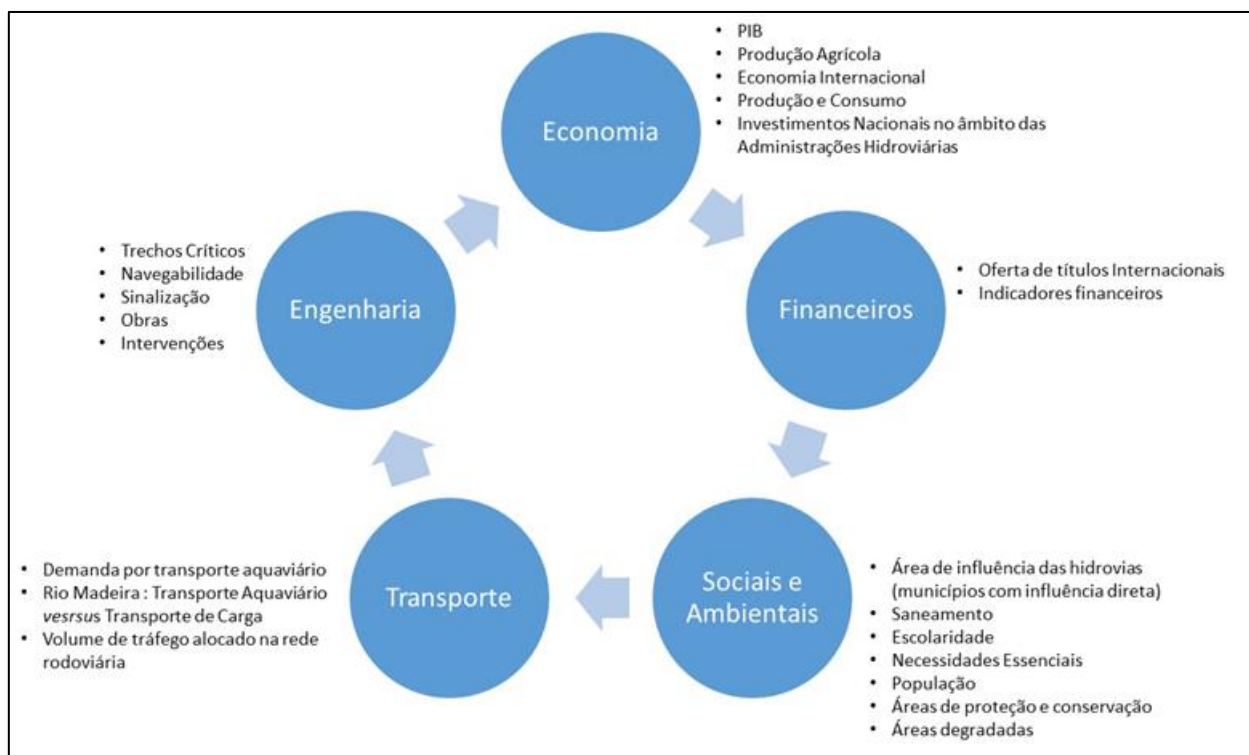 Economia
• PIB
• Produção Agrícola
• Economia Internacional
• Produção e Consumo
• Investimentos Nacionais no âmbito das
Administrações Hidroviárias
Financeiros
• Oferta de títulos Internacionais
• Indicadores financeiros
Sociais e
Ambientais
• Área de influência das hidrovias
(municípios com influência direta)
• Saneamento
• Escolaridade
• Necessidades Essenciais
• População
• Áreas de proteção e conservação
• Áreas degradadas
Transporte
• Demanda por transporte aquaviário
• Rio Madeira : Transporte Aquaviário
vesrsus Transporte de Carga
• Volume de tráfego alocado na rede
rodoviária
Engenharia
• Trechos Críticos
• Navegabilidade
• Sinalização
• Obras
• Intervenções